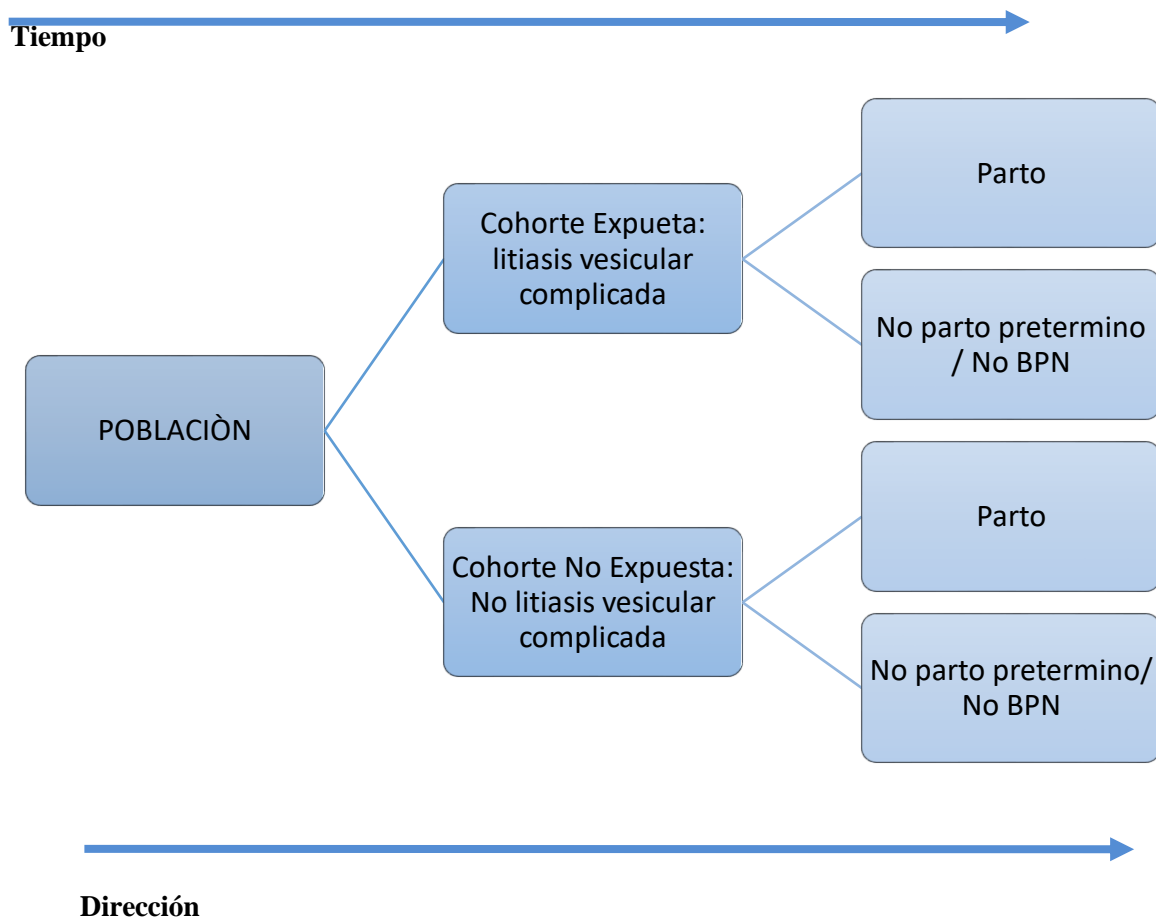 Tiempo
Parto
Cohorte Expueta:
litiasis vesicular
complicada
No parto pretermino
/ No BPN
POBLACIÒN
Parto
Cohorte No Expuesta:
No litiasis vesicular
complicada
No parto pretermino/
No BPN
Dirección